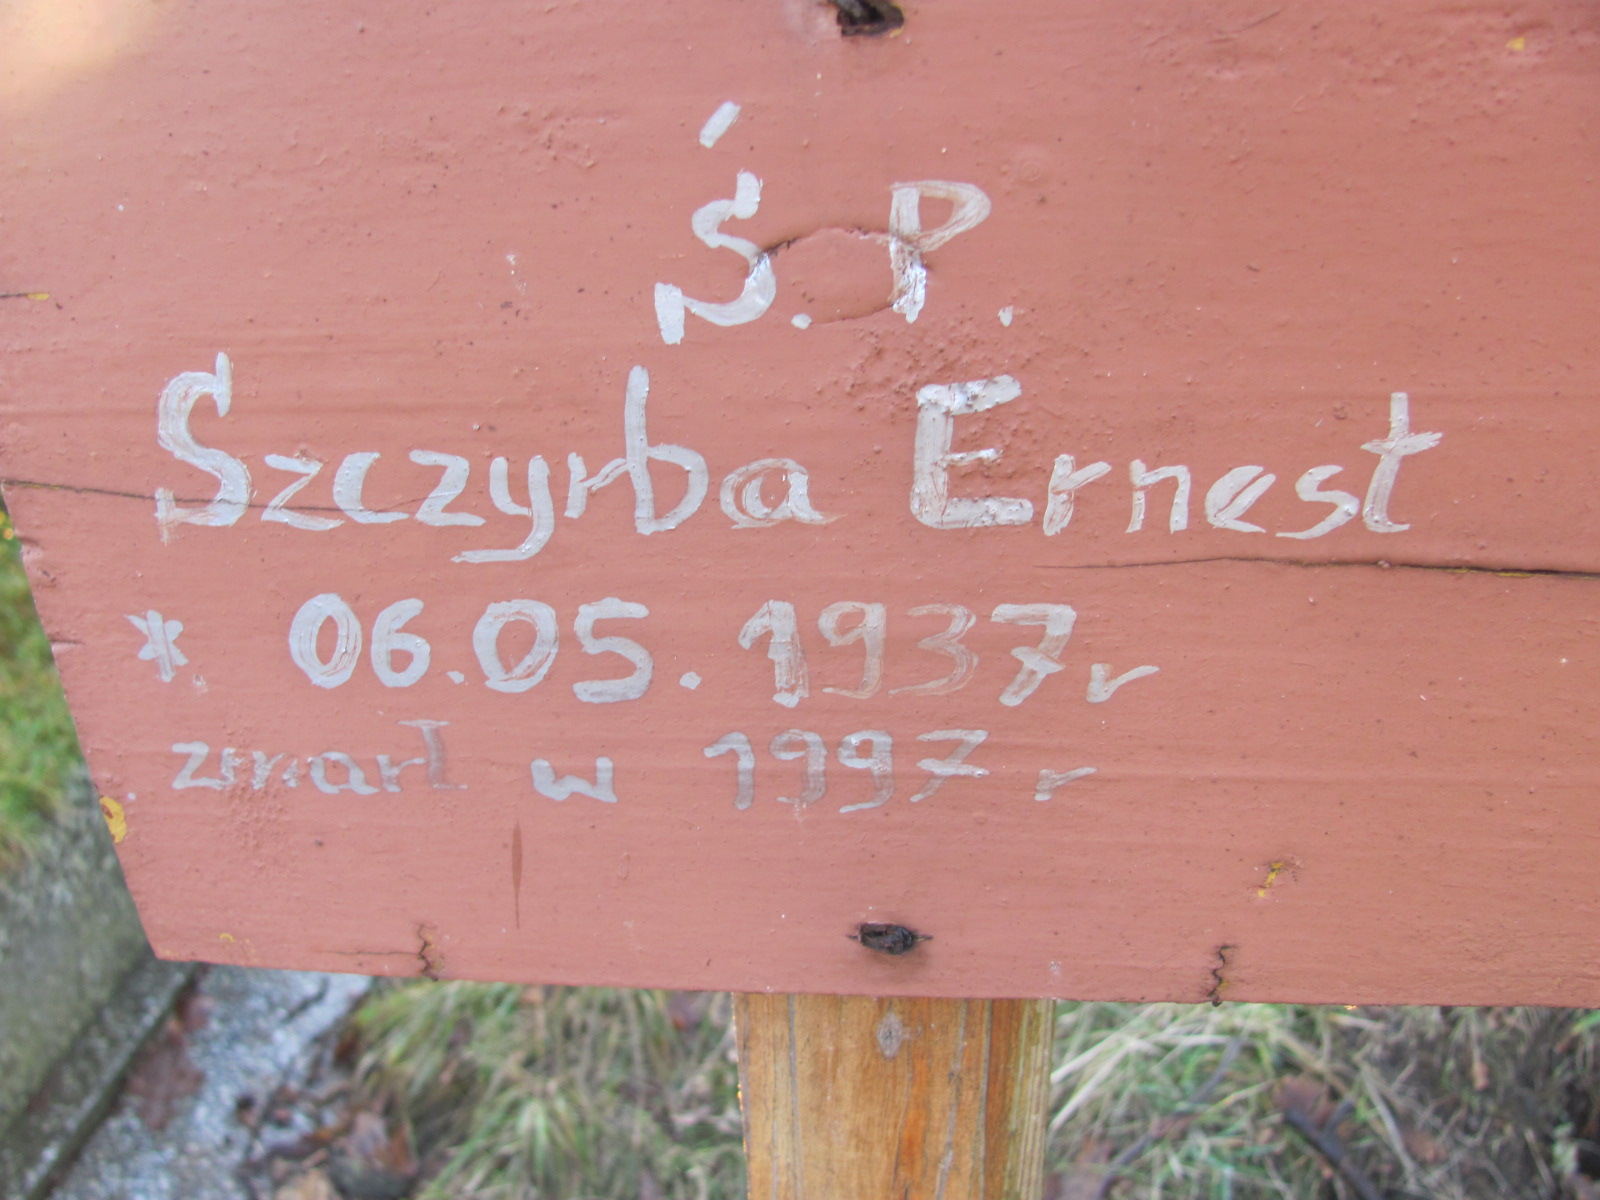 Ś.P.
Szczyrba Ernest
* 06.05.1937r
zmarł w 1997r